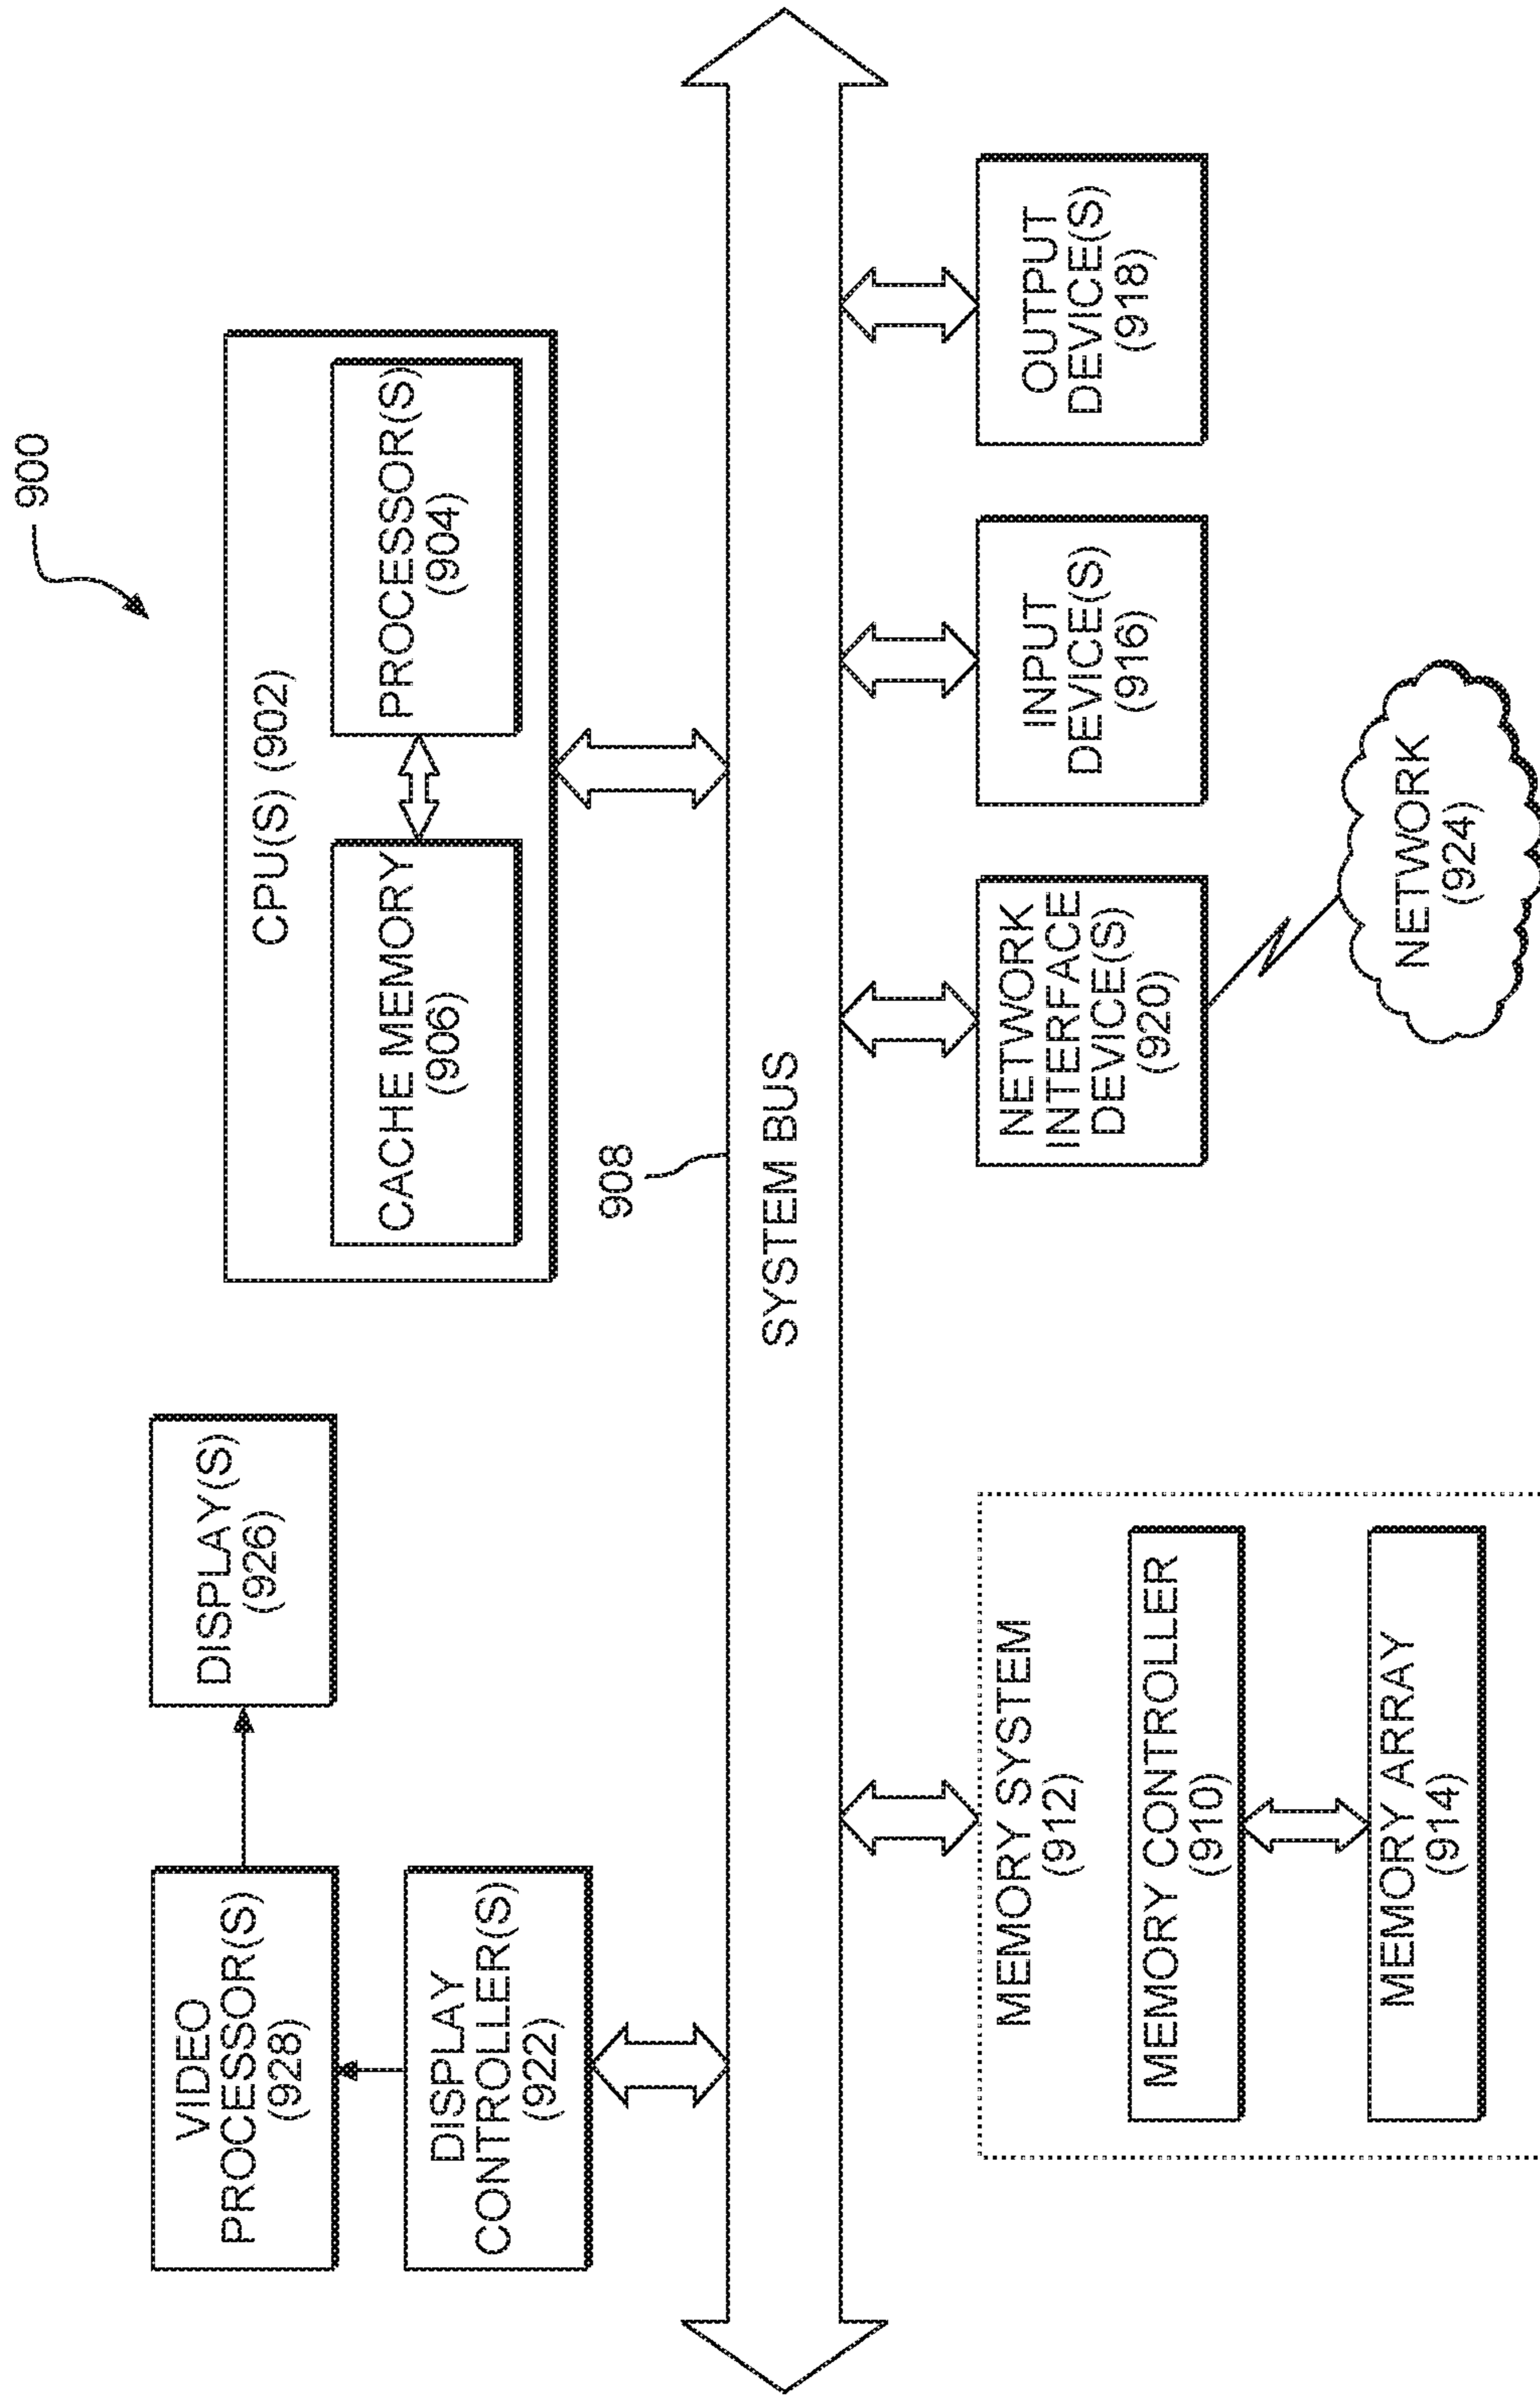 900
CPU(S) (902)
CACHE MEMORY
(906)
PROCESSOR(S)
(904)
VIDEO
PROCESSOR(S)
(928)
DISPLAY(S)
(926)
DISPLAY
CONTROLLER(S)
(922)
908
SYSTEM BUS
MEMORY SYSTEM
(912)
MEMORY CONTROLLER
(910)
MEMORY ARRAY
(914)
NETWORK
INTERFACE
DEVICE(S)
(920)
INPUT
DEVICE(S)
(916)
OUTPUT
DEVICE(S)
(918)
NETWORK
(924)